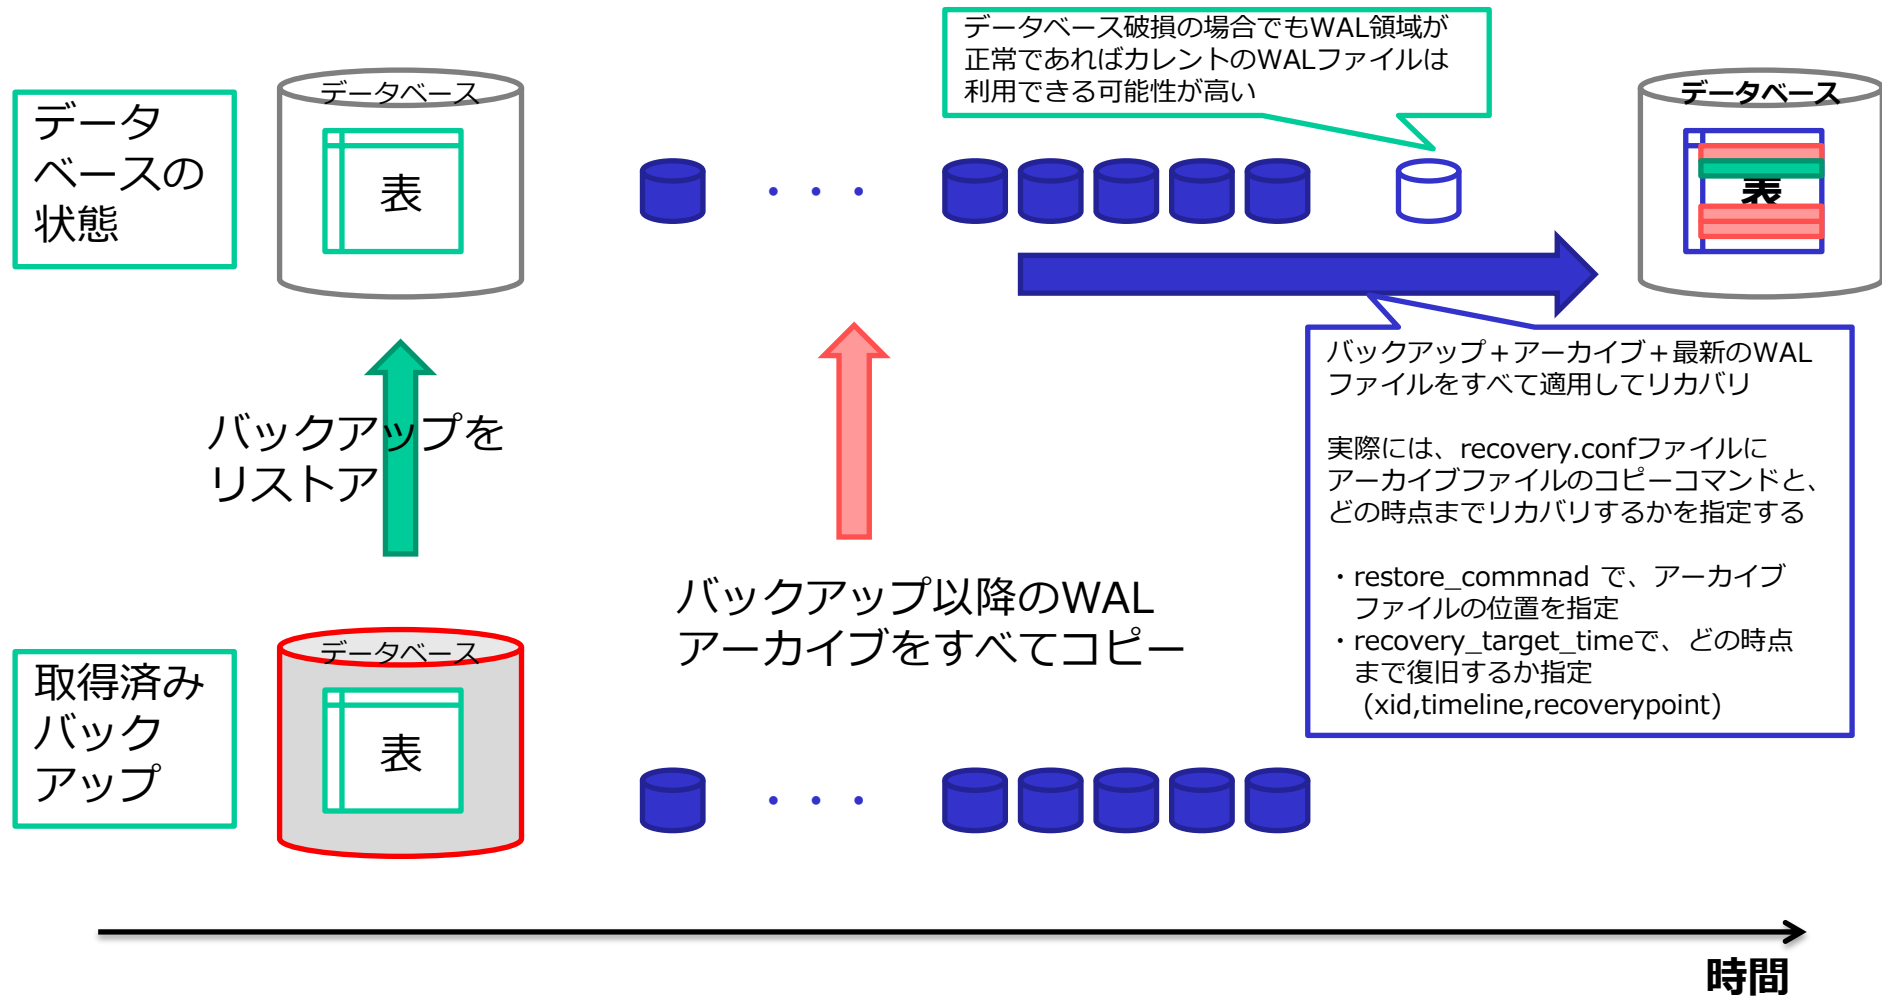 データベース破損の場合でもWAL領域が
正常であればカレントのWALファイルは
利用できる可能性が高い
データ
ベースの
状態
データベース
表
・・・
データベース
表
バックアップを
リストア
バックアップ+アーカイブ+最新のWAL
ファイルをすべて適用してリカバリ
実際には、recovery.confファイルに
アーカイブファイルのコピーコマンドと、
どの時点までリカバリするかを指定する
・restore_commnad で、アーカイブ
ファイルの位置を指定
・recovery_target_timeで、どの時点
まで復旧するか指定
(xid,timeline,recoverypoint)
バックアップ以降のWAL
アーカイブをすべてコピー
取得済み
バック
アップ
データベース
表
・・・
時間